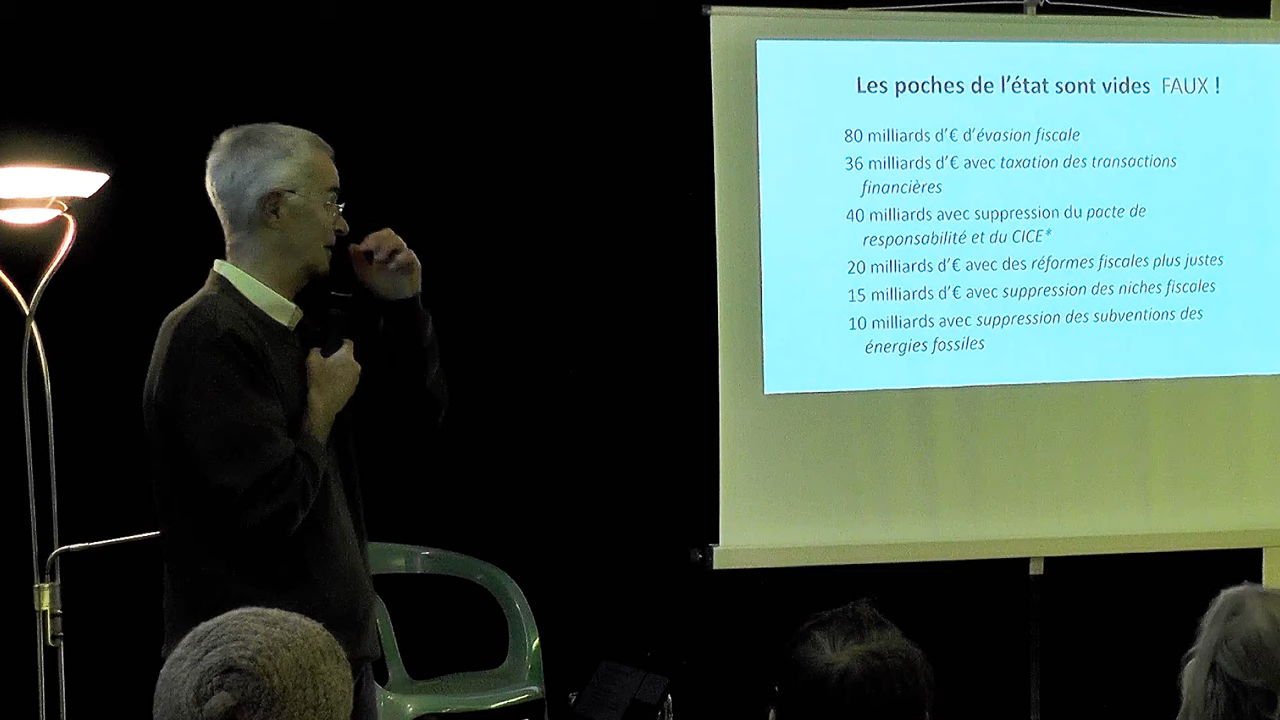 Les poches de l'état sont vides FAUX !
80 milliards d'€ d'évasion fiscale
36 milliards d'€ avec taxation des transactions
financières
40 milliards avec suppression du pacte de
responsabilité et du CICE*
20 milliards d'€ avec des réformes fiscales plus justes
15 milliards d'€ avec suppression des niches fiscales
10 milliards avec suppression des subventions des
énergies fossiles